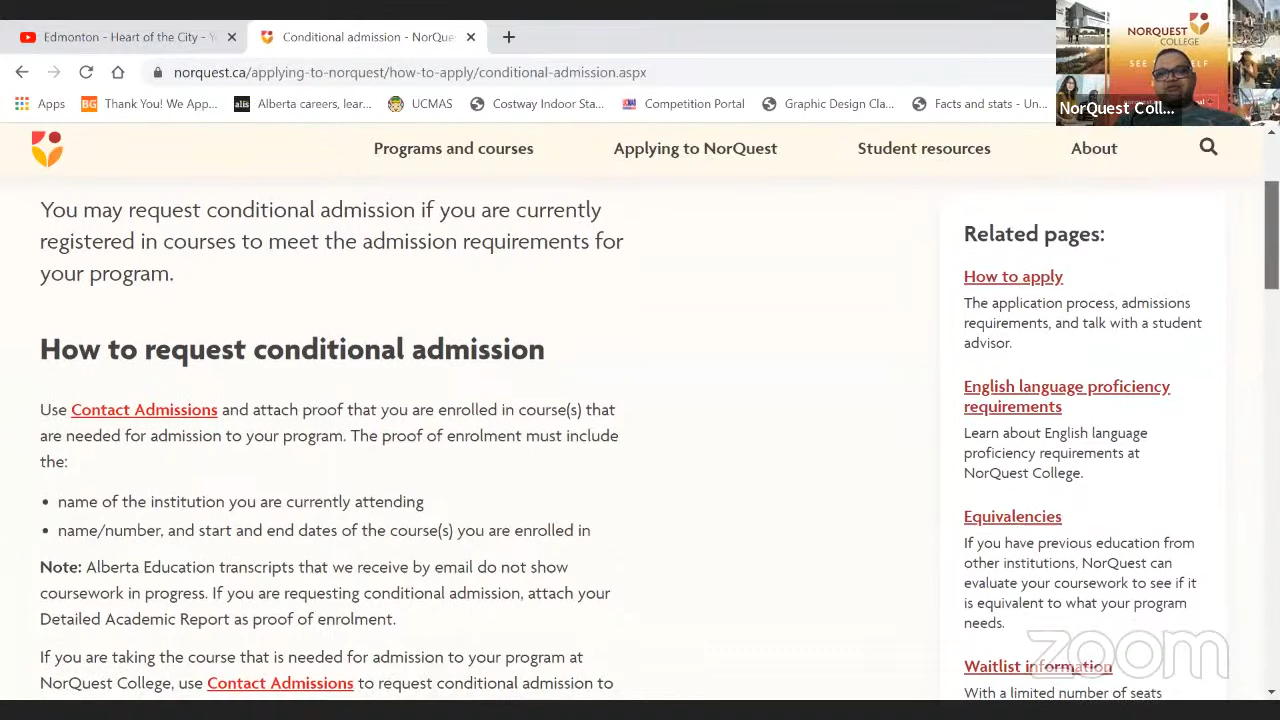 Edmonton - Heart of the City - Y
Conditional admission - NorQue
norquest.ca/applying-to-norquest/how-to-apply/conditional-admission.aspx
Apps
BG Thank You! We App...
alis Alberta careers, lear...
UCMAS
Costway Indoor Sta...
Competition Portal
Graphic Design Cla...
Facts and stats - Un...
NORQUEST
COLLEGE
NorQuest Coll...
Programs and courses
Applying to NorQuest
Student resources
About
You may request conditional admission if you are currently
registered in courses to meet the admission requirements for
your program.
How to request conditional admission
Use Contact Admissions and attach proof that you are enrolled in course(s) that
are needed for admission to your program. The proof of enrolment must include
the:
• name of the institution you are currently attending
• name/number, and start and end dates of the course(s) you are enrolled in
Note: Alberta Education transcripts that we receive by email do not show
coursework in progress. If you are requesting conditional admission, attach your
Detailed Academic Report as proof of enrolment.
If you are taking the course that is needed for admission to your program at
NorQuest College, use Contact Admissions to request conditional admission to
Related pages:
How to apply
The application process, admissions
requirements, and talk with a student
advisor.
English language proficiency
requirements
Learn about English language
proficiency requirements at
NorQuest College.
Equivalencies
If you have previous education from
other institutions, NorQuest can
evaluate your coursework to see if it
is equivalent to what your program
needs.
Waitlist information
With a limited number of seats
zoom